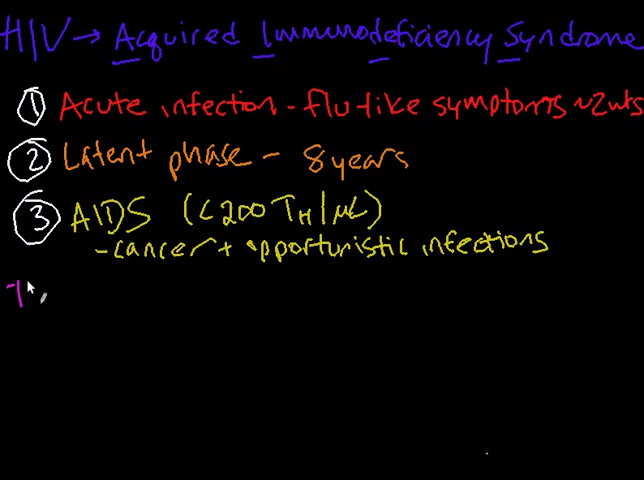 HIV → Acquired Immunodeficiency Syndrome
① Acute infection - flu-like symptoms ~2wks
② Latent phase - 8 years
③ AIDS (<200 TH/μL)
- cancer + opportunistic infections